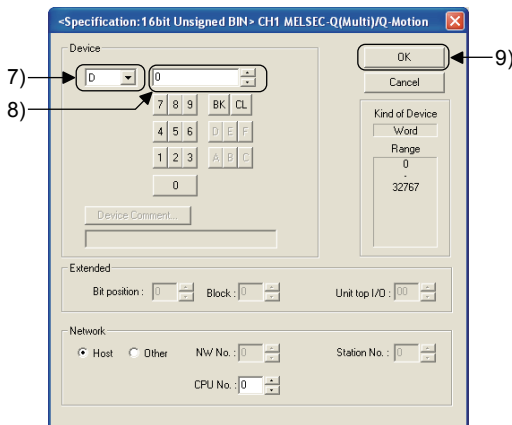 <Specification:16bit Unsigned BIN> CH1 MELSEC-Q(Multi)/Q-Motion
Device
7) D 0 OK 9)
8) Cancel
7 8 9 BK CL
4 5 6 D E F
1 2 3 A B C
0
Kind of Device
Word
Range
0
-
32767
Device Comment...
Extended
Bit position : 0 Block : 0 Unit top I/O : 00
Network
Host Other NW No. : 0 Station No. : 0
CPU No. : 0